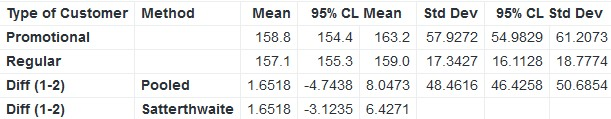 Type of Customer Method Mean 95% CL Mean Std Dev 95% CL Std Dev
Promotional 158.8 154.4 163.2 57.9272 54.9829 61.2073
Regular 157.1 155.3 159.0 17.3427 16.1128 18.7774
Diff (1-2) Pooled 1.6518 -4.7438 8.0473 48.4616 46.4258 50.6854
Diff (1-2) Satterthwaite 1.6518 -3.1235 6.4271